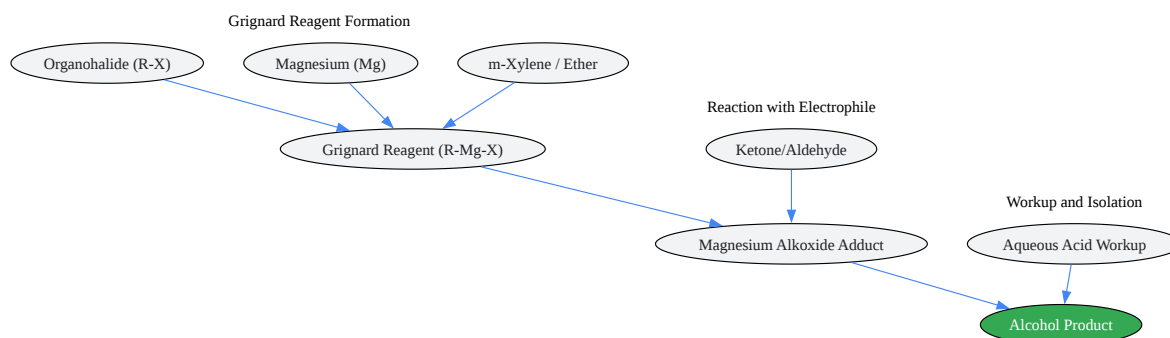 Grignard Reagent Formation
Organohalide (R-X)
Magnesium (Mg)
m-Xylene / Ether
Reaction with Electrophile
Grignard Reagent (R-Mg-X)
Ketone/Aldehyde
Workup and Isolation
Magnesium Alkoxide Adduct
Aqueous Acid Workup
Alcohol Product